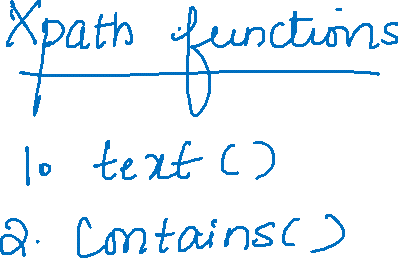 Xpath functions
1. text()
2. Contains()